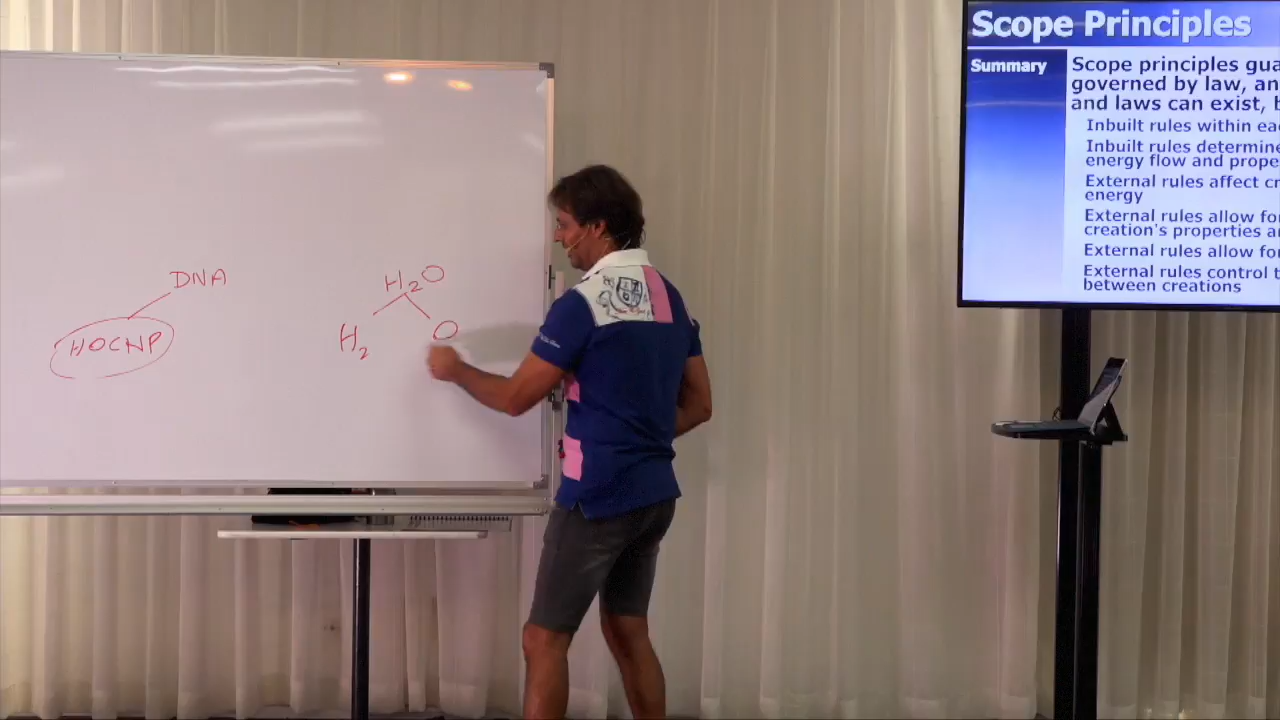 DNA
HOCNP
H2O
H2
O
Scope Principles
Summary
Scope principles gua
governed by law, an
and laws can exist, b
Inbuilt rules within eac
Inbuilt rules determine
energy flow and prope
External rules affect cr
energy
External rules allow fo
creation's properties a
External rules allow fo
External rules control t
between creations